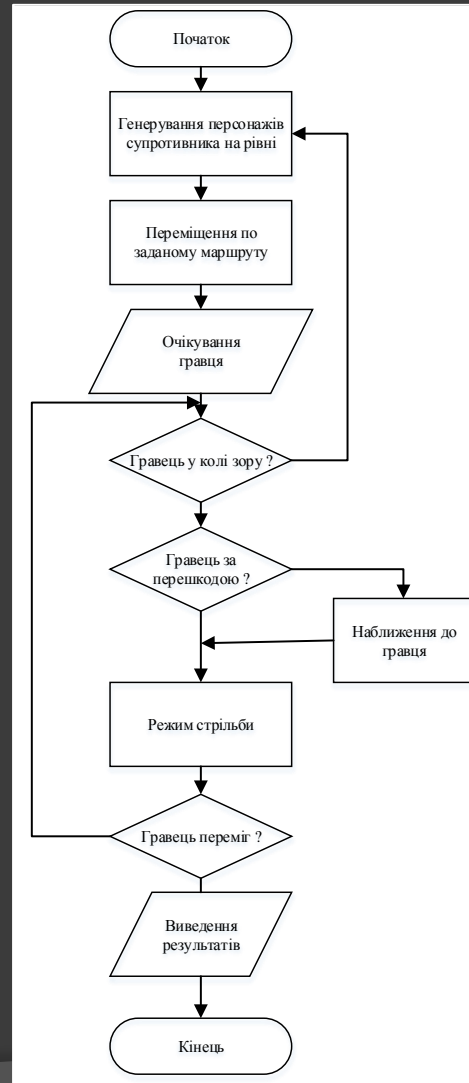 Початок
Генерування персонажів
супротивника на рівні
Переміщення по
заданому маршруту
Очікування
гравця
Гравець у колі зору ?
Гравець за
перешкодою ?
Наближення до
гравця
Режим стрільби
Гравець переміг ?
Виведення
результатів
Кінець